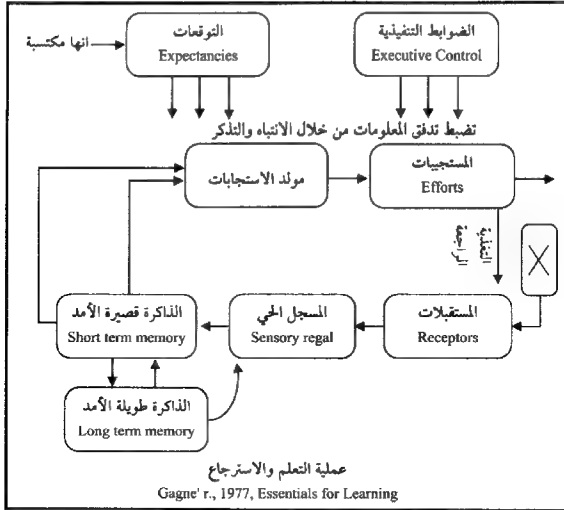 التوقعات
Expectancies
انها مكتسبة
الضوابط التنفيذية
Executive Control
تضبط تدفق المعلومات من خلال الانتباه والتذكر
مولد الاستجابات
المستجيبات
Efforts
التغذية
الراجعة
الذاكرة قصيرة الأمد
Short term memory
المسجل الحي
Sensory regal
المستقبلات
Receptors
الذاكرة طويلة الأمد
Long term memory
عملية التعلم والاسترجاع
Gagne' r., 1977, Essentials for Learning